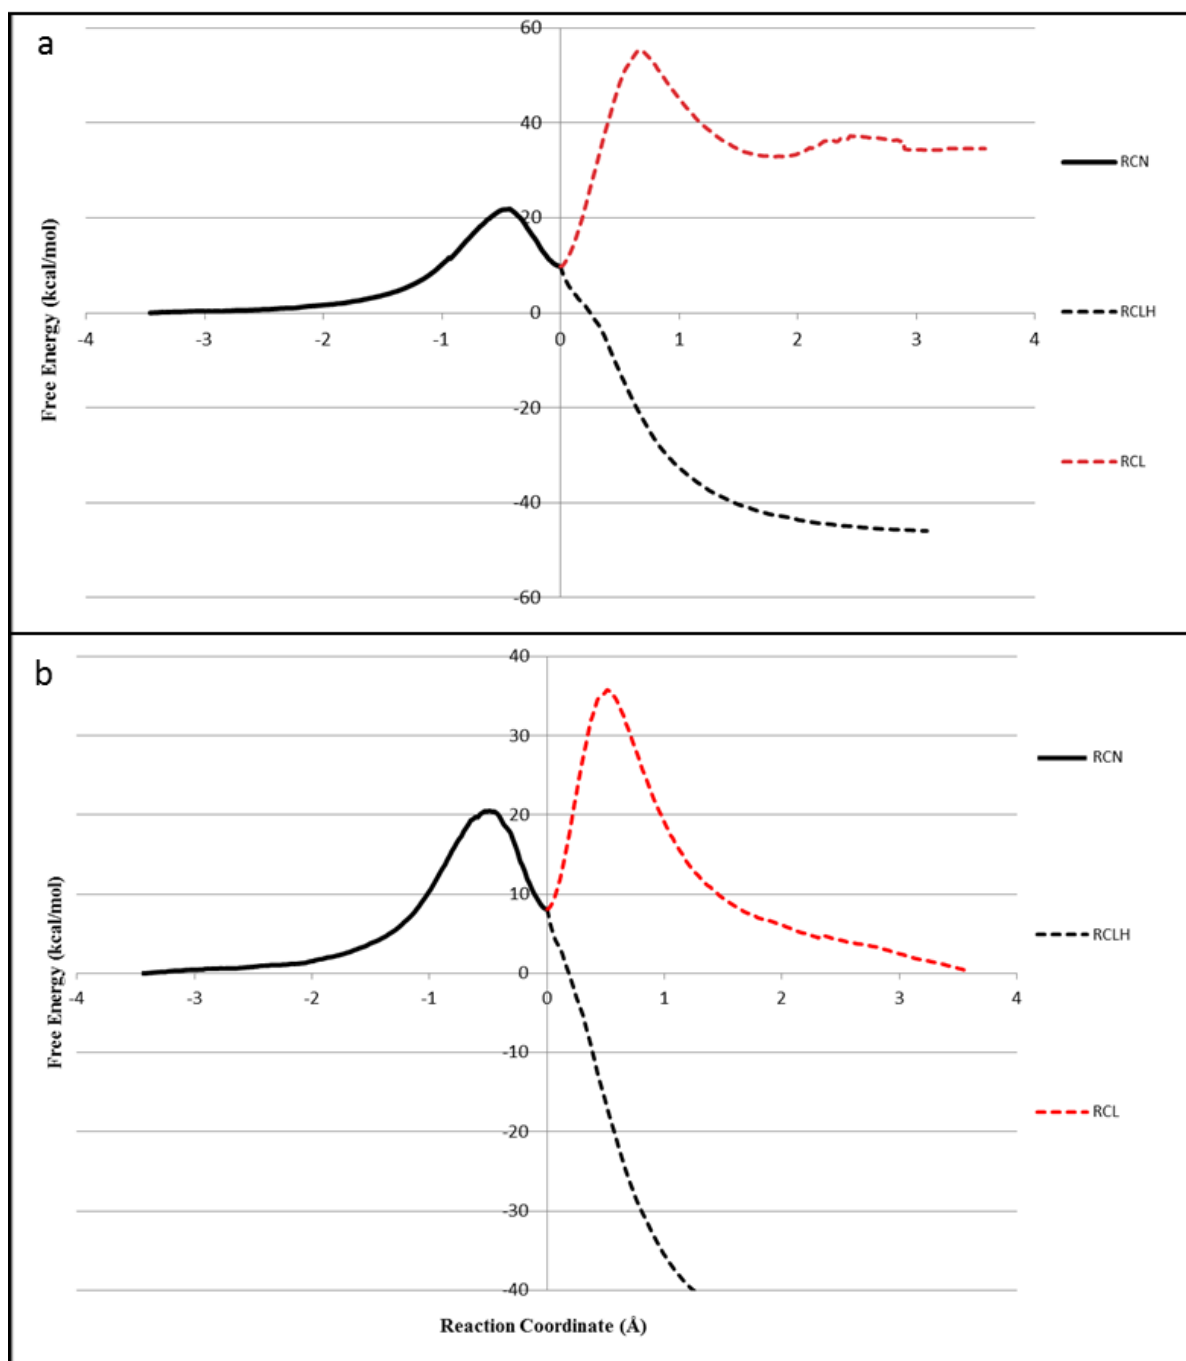 a
60
40
20
0
-20
-40
-60
-4 -3 -2 -1 0 1 2 3 4
Free Energy (kcal/mol)
RCN
RCLH
RCL
b
40
30
20
10
0
-10
-20
-30
-40
-4 -3 -2 -1 0 1 2 3 4
Free Energy (kcal/mol)
RCN
RCLH
RCL
Reaction Coordinate (Å)